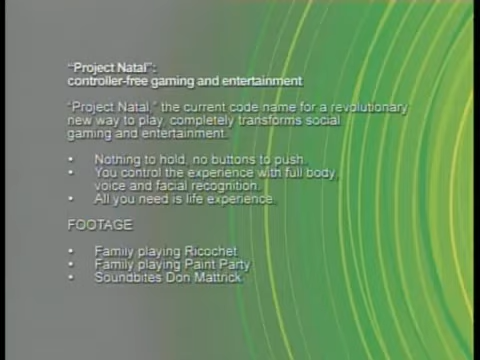 "Project Natal":
controller-free gaming and entertainment
"Project Natal," the current code name for a revolutionary
new way to play, completely transforms social
gaming and entertainment.
• Nothing to hold, no buttons to push.
• You control the experience with full body,
voice and facial recognition.
• All you need is life experience.
FOOTAGE
• Family playing Ricochet
• Family playing Paint Party
• Soundbites Don Mattrick